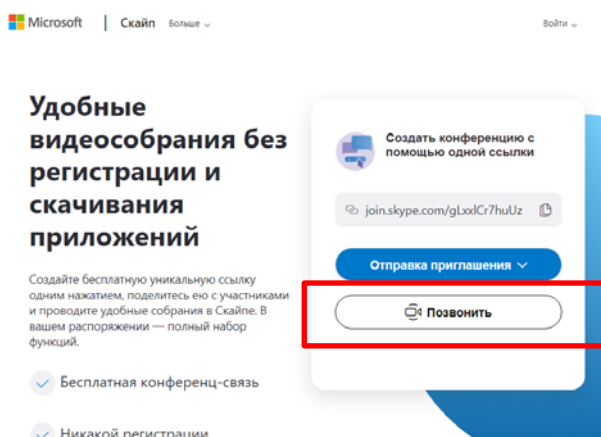 Microsoft | Скайп Больше Войти
Удобные
видеособрания без
регистрации и
скачивания
приложений
Создайте бесплатную уникальную ссылку
одним нажатием, поделитесь ею с участниками
и проводите удобные собрания в Скайпе. В
вашем распоряжении — полный набор
функций.
Бесплатная конференц-связь
Никакой регистрации
Создать конференцию с
помощью одной ссылки
join.skype.com/gLxxlCr7huUz
Отправка приглашения
Позвонить